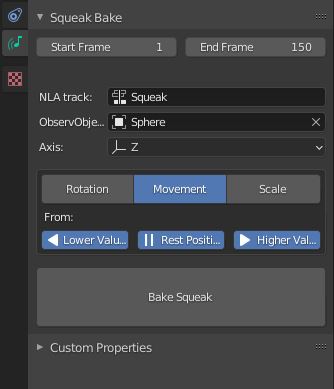 Squeak Bake
Start Frame 1 End Frame 150
NLA track: Squeak
ObservObje... Sphere
Axis: Z
Rotation Movement Scale
From:
Lower Valu... Rest Positi... Higher Val...
Bake Squeak
Custom Properties